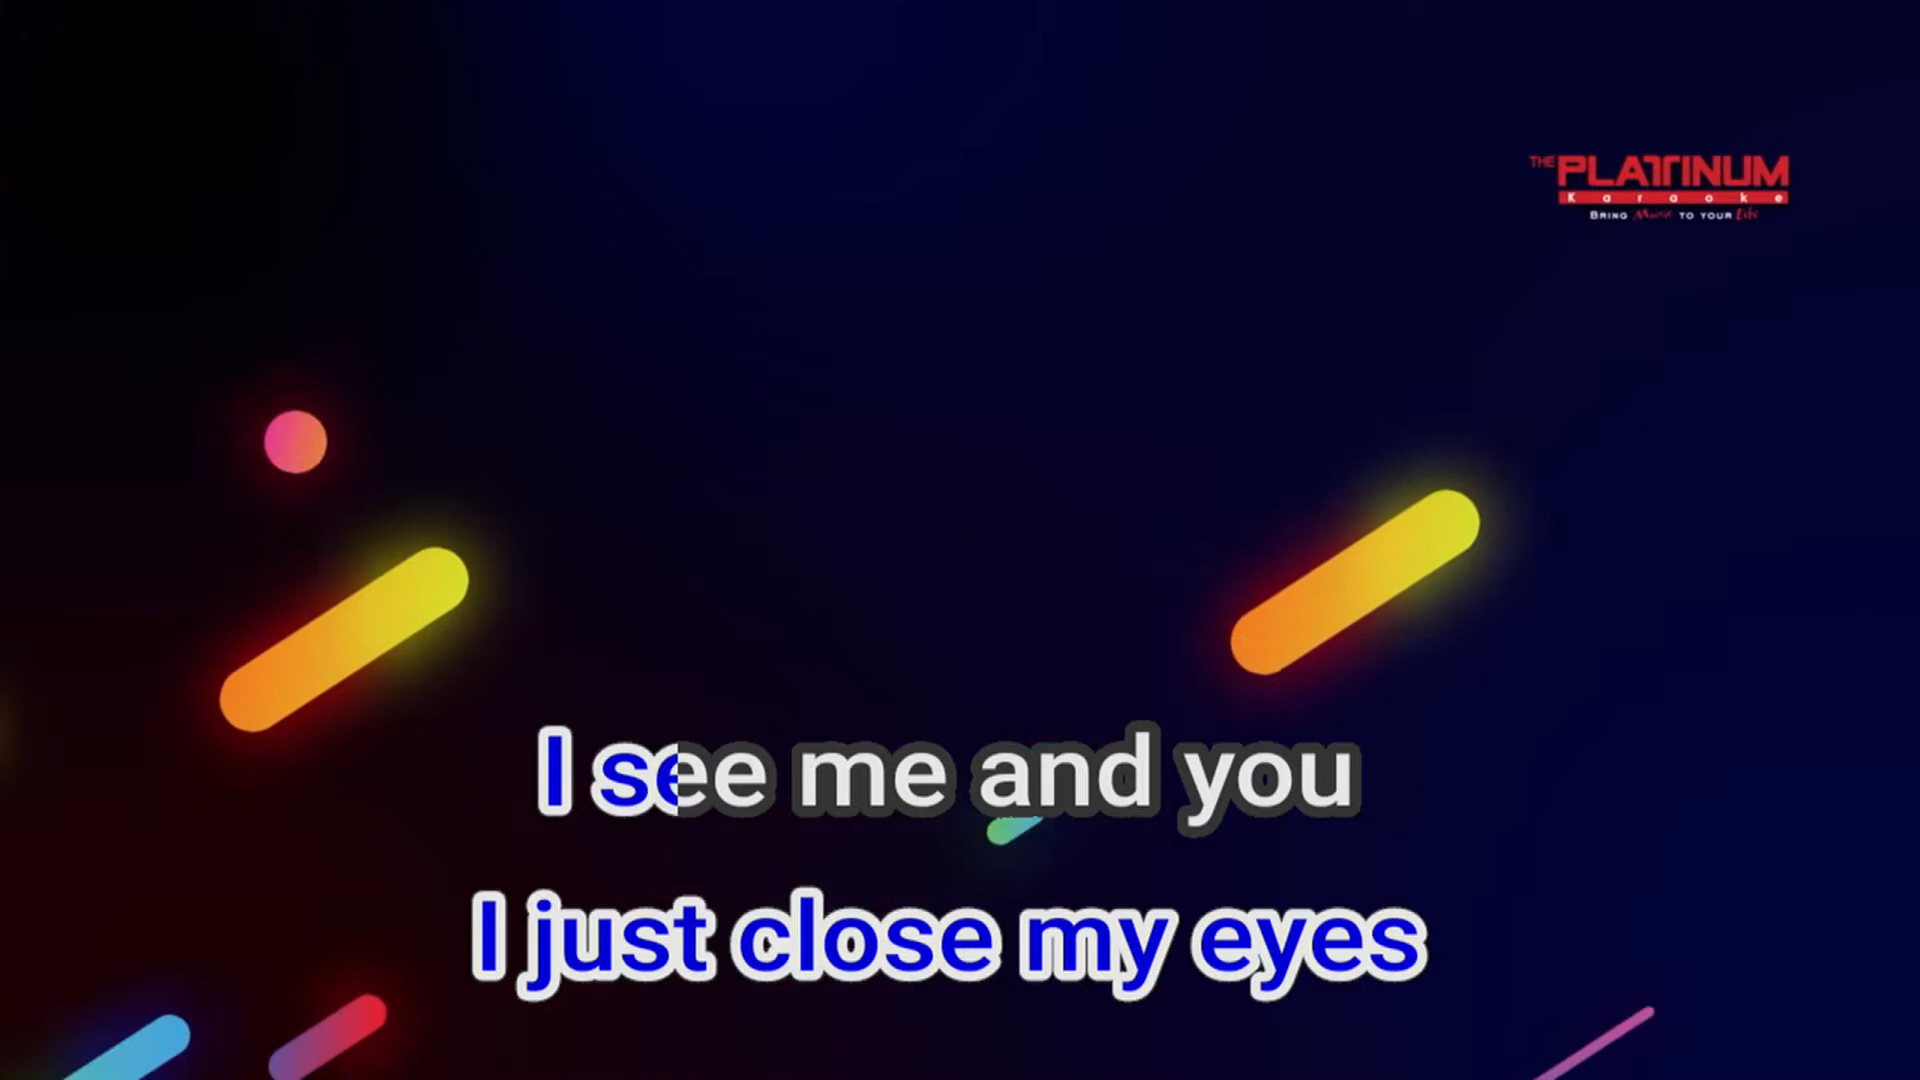 THE PLATINUM
Karaoke
BRING Music TO YOUR Life
I see me and you
I just close my eyes